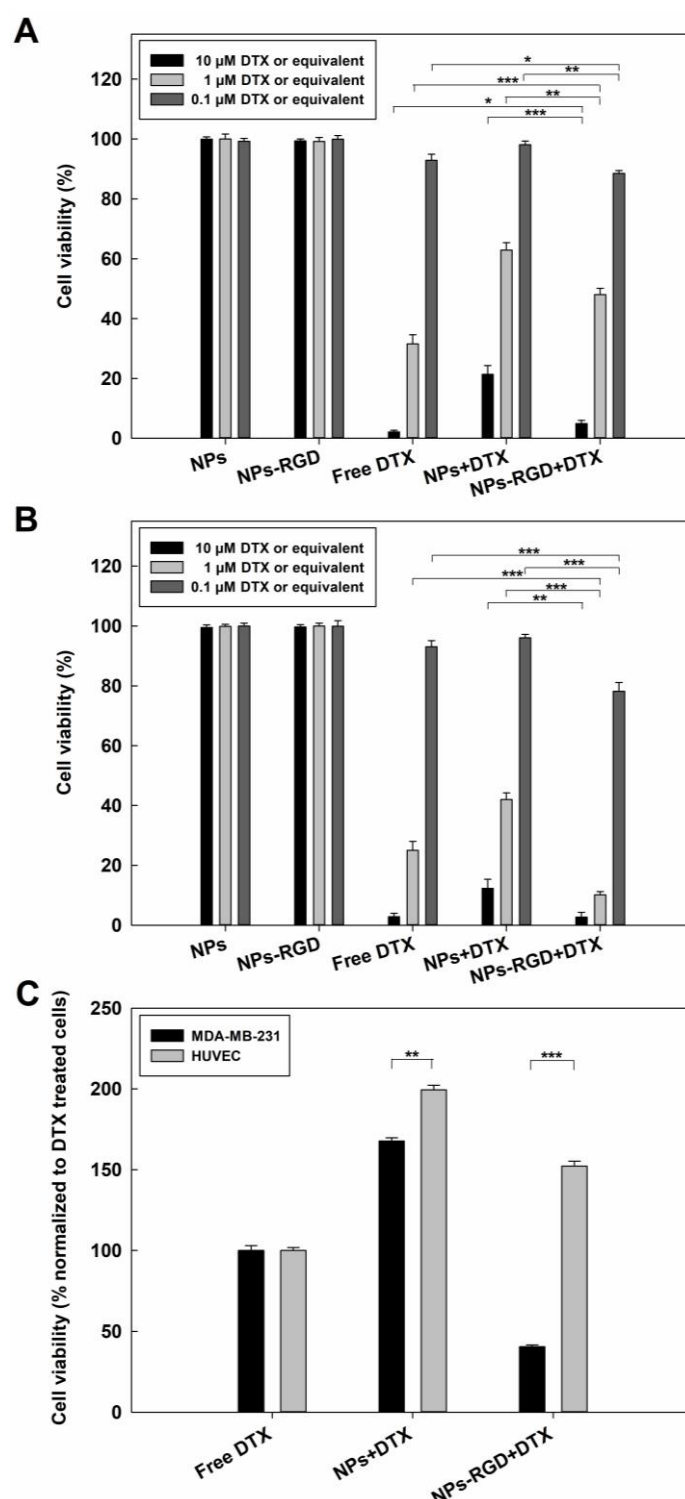 A
10 µM DTX or equivalent
1 µM DTX or equivalent
0.1 µM DTX or equivalent
*
**
***
**
*
***
120
100
80
60
40
20
0
Cell viability (%)
NPs
NPs-RGD
Free DTX
NPs+DTX
NPs-RGD+DTX
B
10 µM DTX or equivalent
1 µM DTX or equivalent
0.1 µM DTX or equivalent
***
***
***
***
**
120
100
80
60
40
20
0
Cell viability (%)
NPs
NPs-RGD
Free DTX
NPs+DTX
NPs-RGD+DTX
C
MDA-MB-231
HUVEC
**
***
250
200
150
100
50
0
Cell viability (% normalized to DTX treated cells)
Free DTX
NPs+DTX
NPs-RGD+DTX